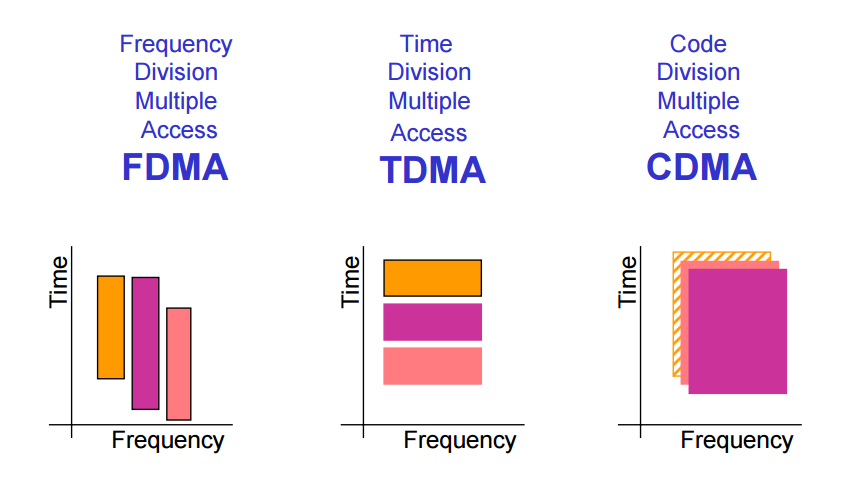 Frequency
Division
Multiple
Access
FDMA
Time
Division
Multiple
Access
TDMA
Code
Division
Multiple
Access
CDMA
Time
Frequency
Time
Frequency
Time
Frequency